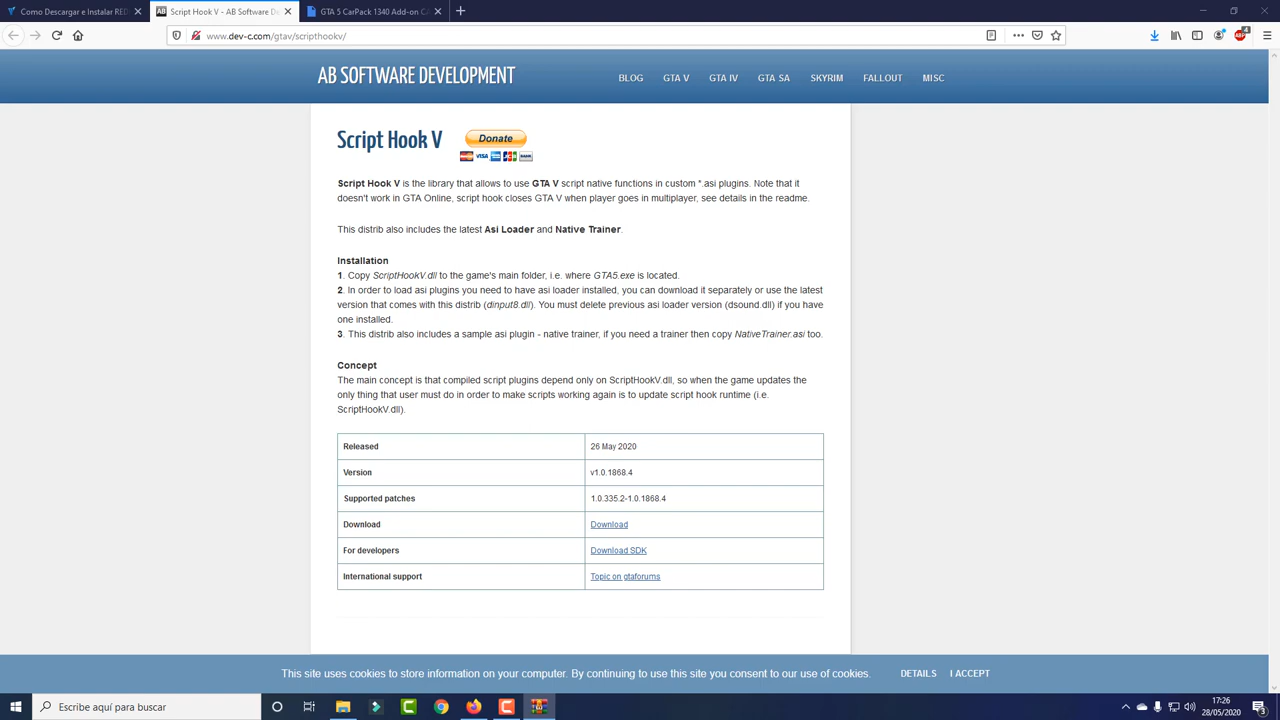 Como Descargar e Instalar RED
Script Hook V - AB Software De
GTA 5 CarPack 1340 Add-on CA
www.dev-c.com/gtav/scripthookv/
4
AB SOFTWARE DEVELOPMENT
BLOG GTA V GTA IV GTA SA SKYRIM FALLOUT MISC
Script Hook V
Donate
VISA
Script Hook V is the library that allows to use GTA V script native functions in custom *.asi plugins. Note that it
doesn't work in GTA Online, script hook closes GTA V when player goes in multiplayer, see details in the readme.
This distrib also includes the latest Asi Loader and Native Trainer.
Installation
1. Copy ScriptHookV.dll to the game's main folder, i.e. where GTA5.exe is located.
2. In order to load asi plugins you need to have asi loader installed, you can download it separately or use the latest
version that comes with this distrib (dinput8.dll). You must delete previous asi loader version (dsound.dll) if you have
one installed.
3. This distrib also includes a sample asi plugin - native trainer, if you need a trainer then copy NativeTrainer.asi too.
Concept
The main concept is that compiled script plugins depend only on ScriptHookV.dll, so when the game updates the
only thing that user must do in order to make scripts working again is to update script hook runtime (i.e.
ScriptHookV.dll).
Released 26 May 2020
Version v1.0.1868.4
Supported patches 1.0.335.2-1.0.1868.4
Download Download
For developers Download SDK
International support Topic on gtaforums
This site uses cookies to store information on your computer. By continuing to use this site you consent to our use of cookies. DETAILS I ACCEPT
Escribe aquí para buscar
17:26
28/05/2020
3